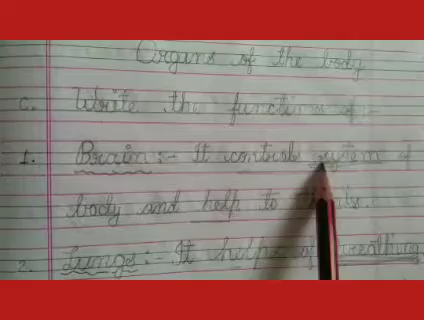 Organs of the body
C. Write the function of :-
1. Brain :- It controls system of
body and help to
2. Lungs :- It helps of breathing